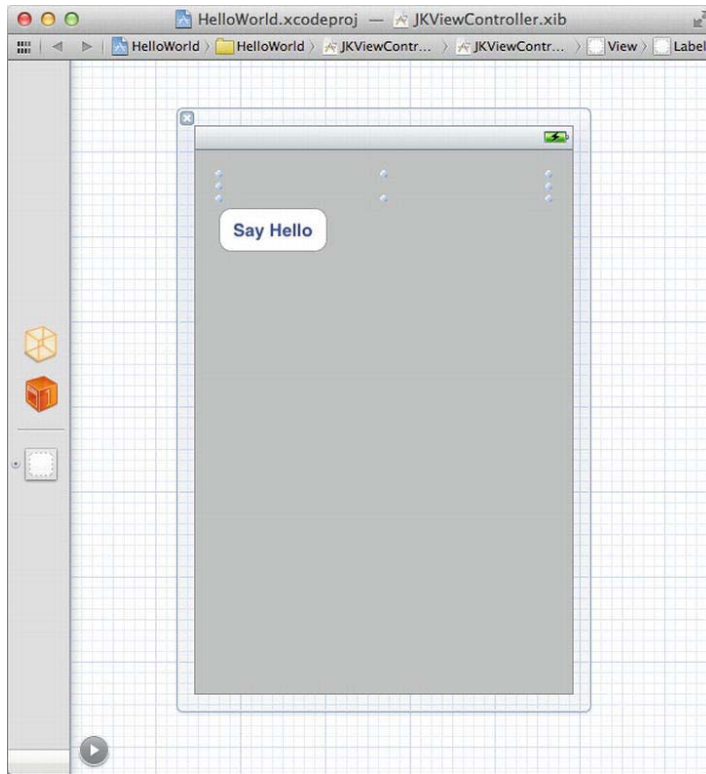 HelloWorld.xcodeproj — JKViewController.xib
HelloWorld HelloWorld JKViewContr... JKViewContr... View Label
Say Hello